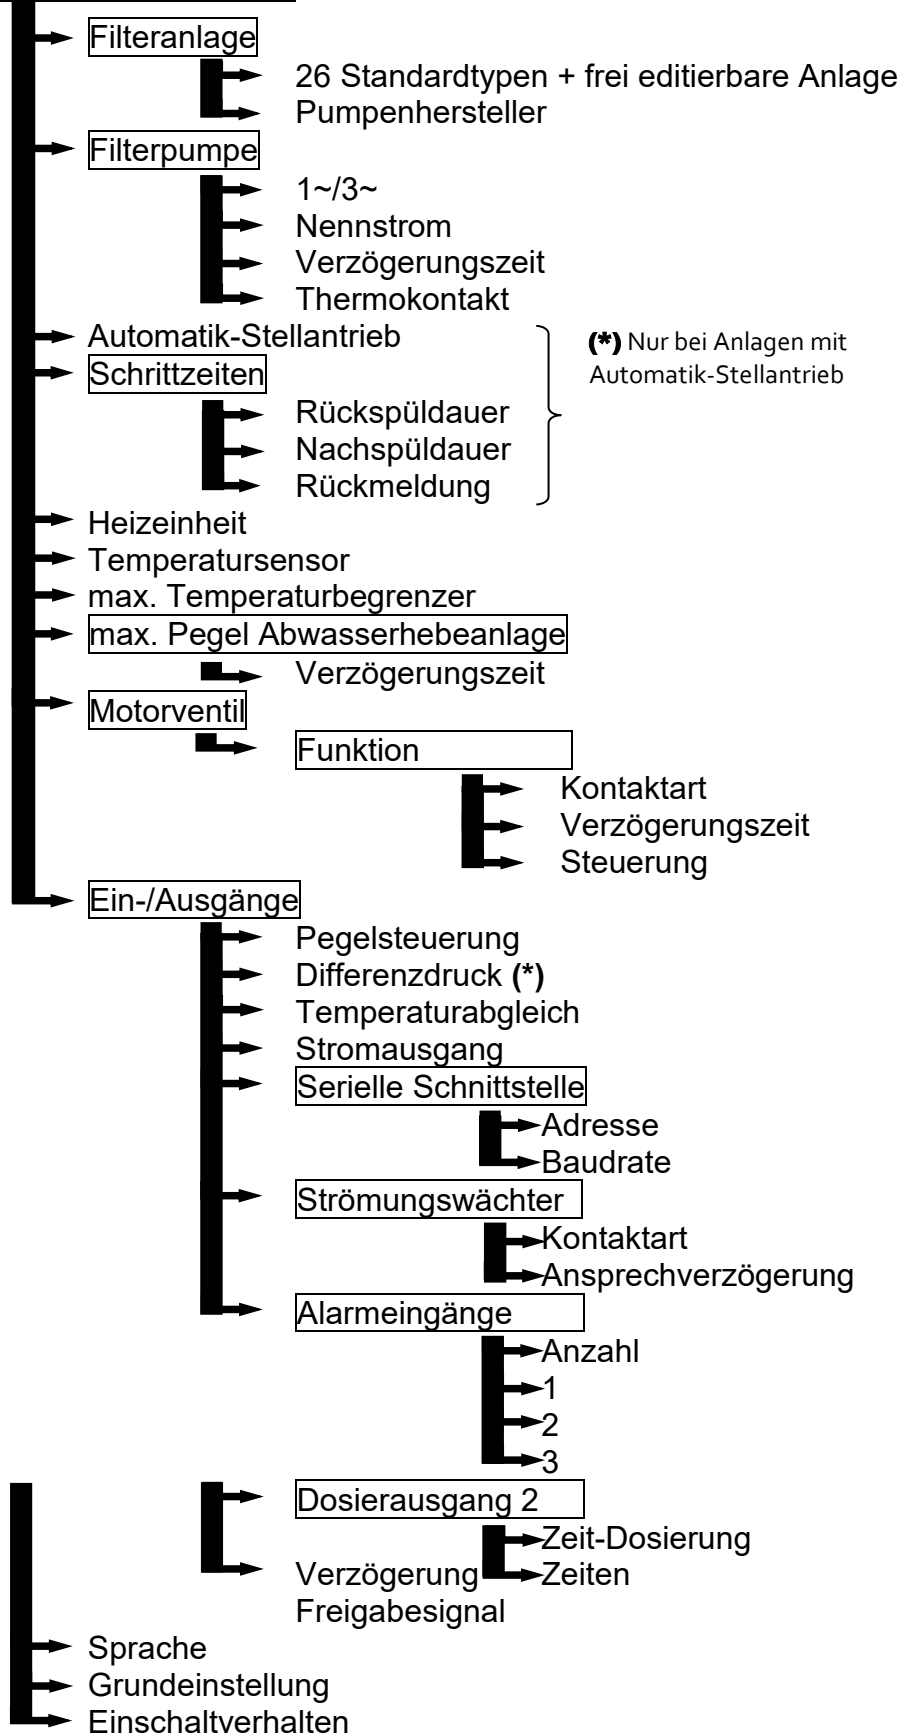 Filteranlage
26 Standardtypen + frei editierbare Anlage
Pumpenhersteller
Filterpumpe
1~/3~
Nennstrom
Verzögerungszeit
Thermokontakt
Automatik-Stellantrieb
(*) Nur bei Anlagen mit
Automatik-Stellantrieb
Schrittzeiten
Rückspüldauer
Nachspüldauer
Rückmeldung
Heizeinheit
Temperatursensor
max. Temperaturbegrenzer
max. Pegel Abwasserhebeanlage
Verzögerungszeit
Motorventil
Funktion
Kontaktart
Verzögerungszeit
Steuerung
Ein-/Ausgänge
Pegelsteuerung
Differenzdruck (*)
Temperaturabgleich
Stromausgang
Serielle Schnittstelle
Adresse
Baudrate
Strömungswächter
Kontaktart
Ansprechverzögerung
Alarmeingänge
Anzahl
1
2
3
Dosierausgang 2
Zeit-Dosierung
Zeiten
Verzögerung
Freigabesignal
Sprache
Grundeinstellung
Einschaltverhalten